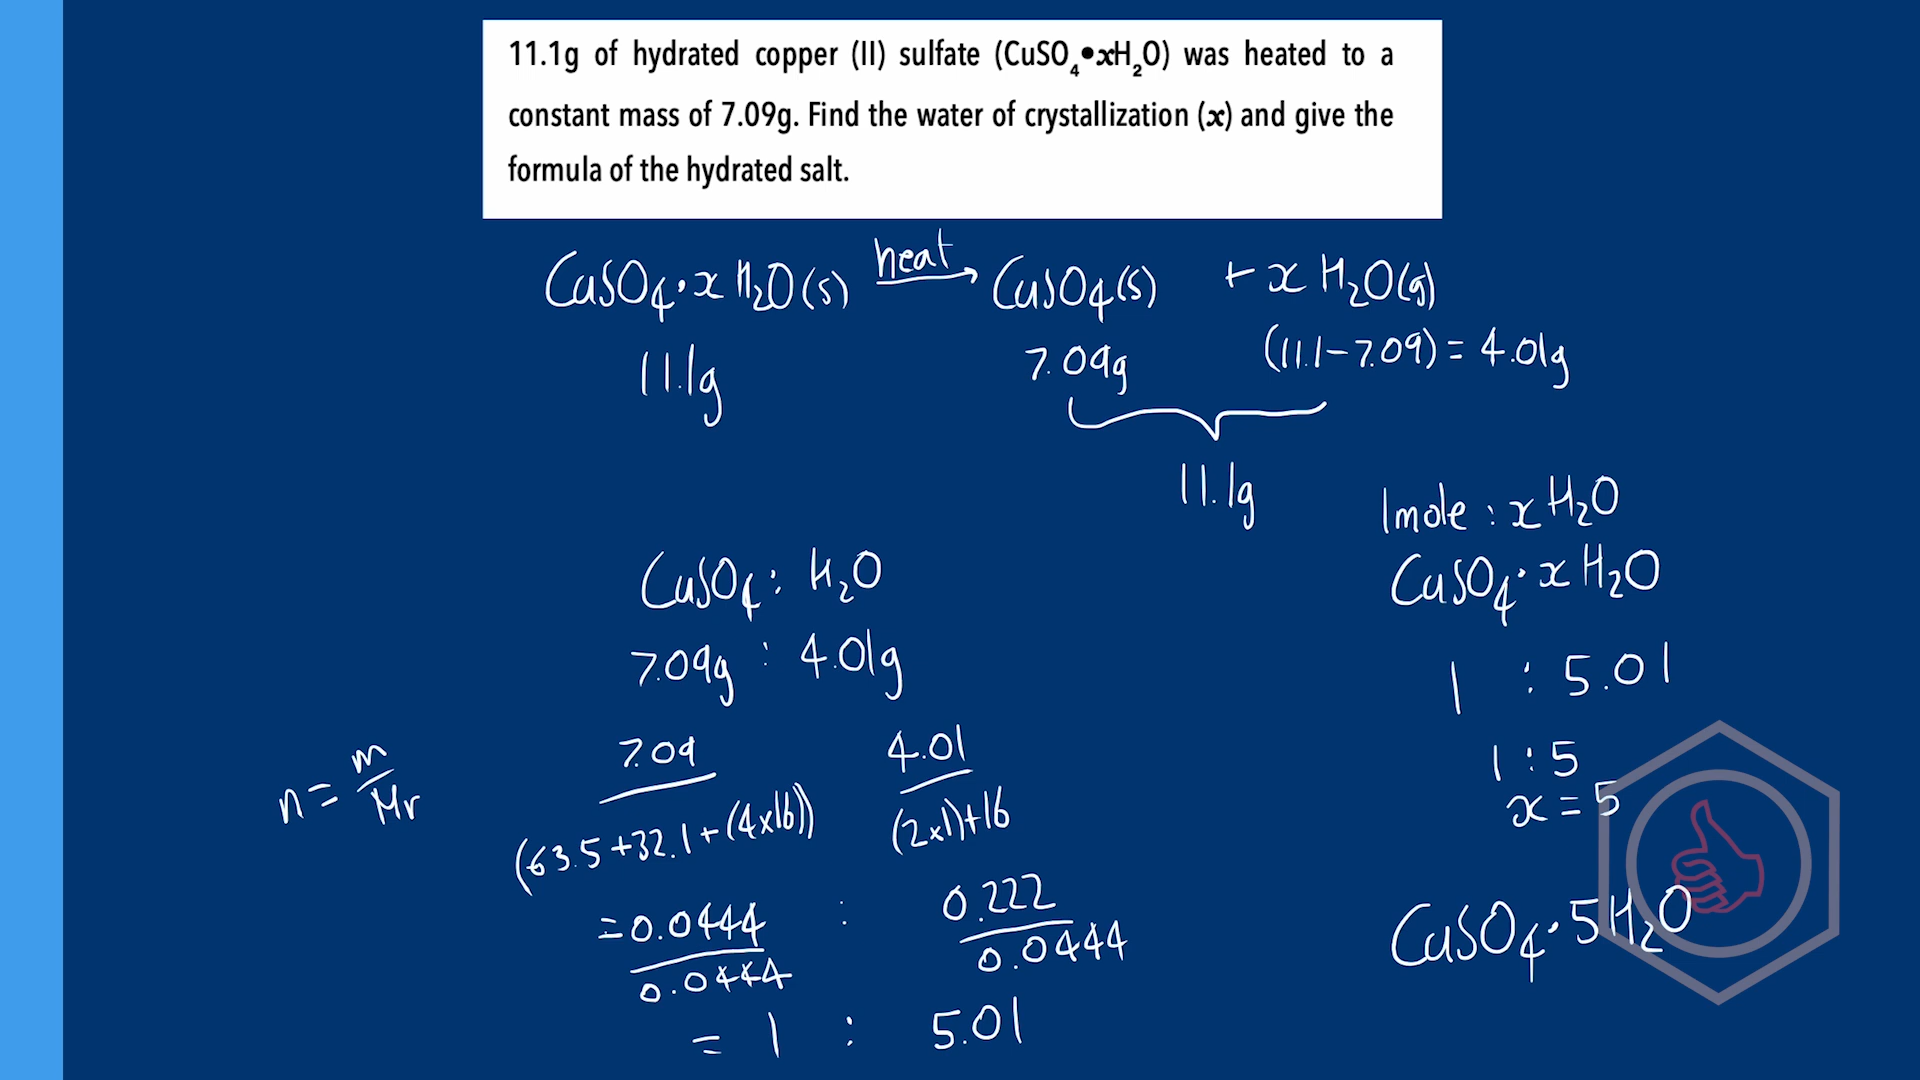 11.1g of hydrated copper (II) sulfate (CuSO₄•xH₂O) was heated to a
constant mass of 7.09g. Find the water of crystallization (x) and give the
formula of the hydrated salt.
CuSO₄·xH₂O(s) heat→ CuSO₄(s) + xH₂O(g)
11.1g 7.09g (11.1-7.09) = 4.01g
11.1g
CuSO₄ : H₂O
7.09g : 4.01g
n = m/Mr
7.09/(63.5+32.1+(4x16)) 4.01/(2x1)+16
= 0.0444/0.0444 : 0.222/0.0444
= 1 : 5.01
1mole : xH₂O
CuSO₄·xH₂O
1 : 5.01
1 : 5
x = 5
CuSO₄·5H₂O